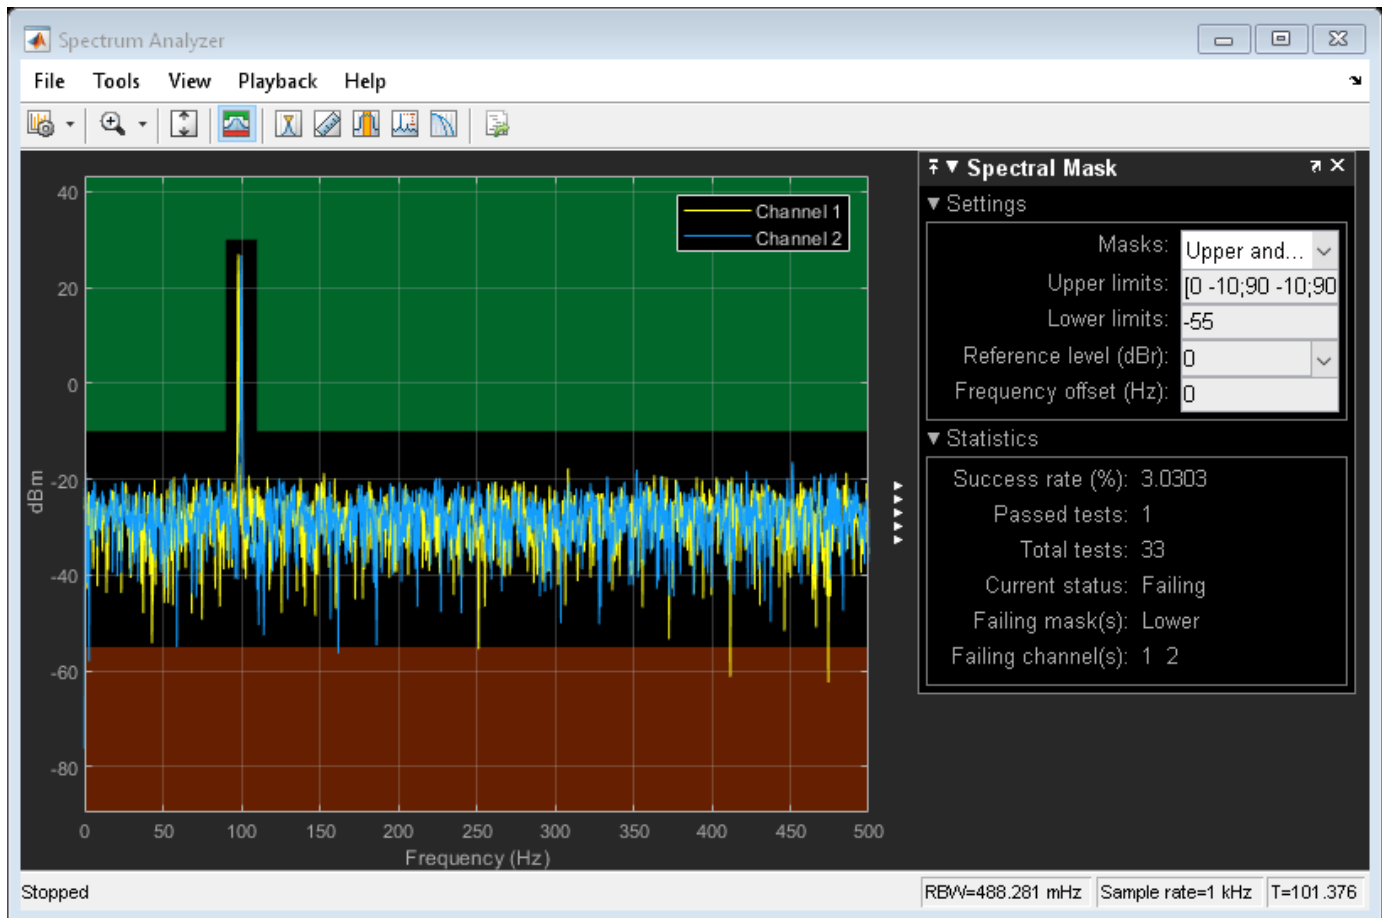 Spectrum Analyzer
File Tools View Playback Help
40
20
0
-20
-40
-60
-80
dBm
Channel 1
Channel 2
0 50 100 150 200 250 300 350 400 450 500
Frequency (Hz)
Spectral Mask
Settings
Masks: Upper and...
Upper limits: [0 -10;90 -10;90
Lower limits: -55
Reference level (dBr): 0
Frequency offset (Hz): 0
Statistics
Success rate (%): 3.0303
Passed tests: 1
Total tests: 33
Current status: Failing
Failing mask(s): Lower
Failing channel(s): 1 2
Stopped
RBW=488.281 mHz Sample rate=1 kHz T=101.376